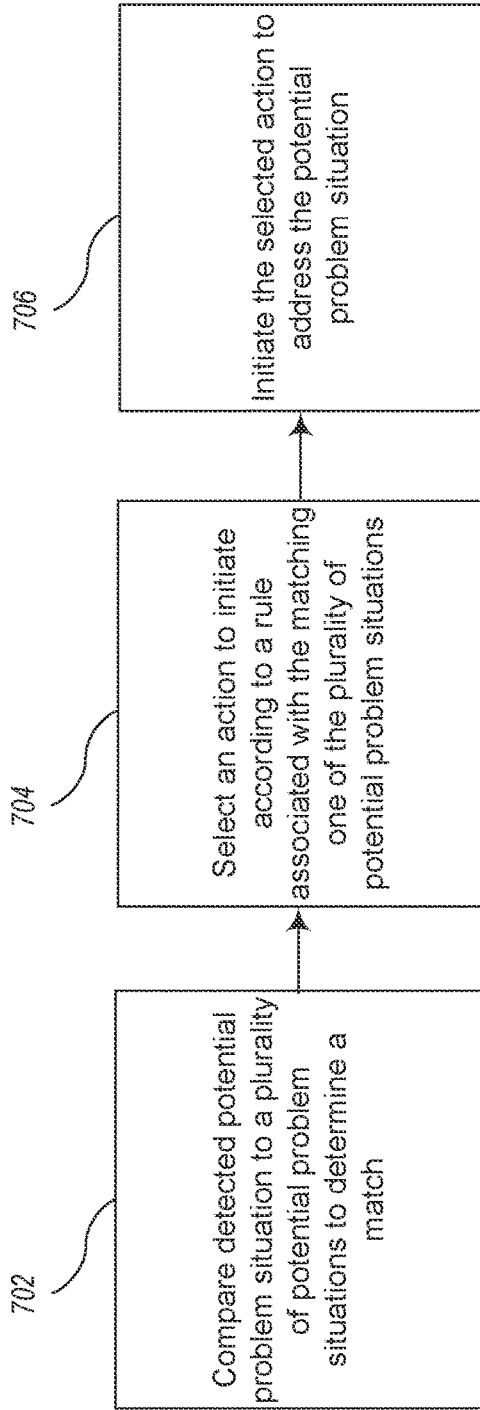 702
Compare detected potential
problem situation to a plurality
of potential problem
situations to determine a
match
704
Select an action to initiate
according to a rule
associated with the matching
one of the plurality of
potential problem situations
706
Initiate the selected action to
address the potential
problem situation